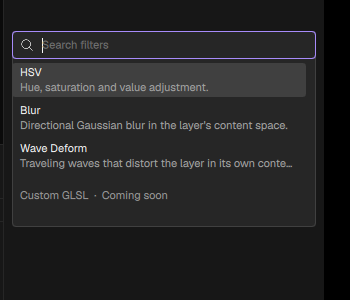 Search filters
HSV
Hue, saturation and value adjustment.
Blur
Directional Gaussian blur in the layer's content space.
Wave Deform
Traveling waves that distort the layer in its own conte...
Custom GLSL · Coming soon